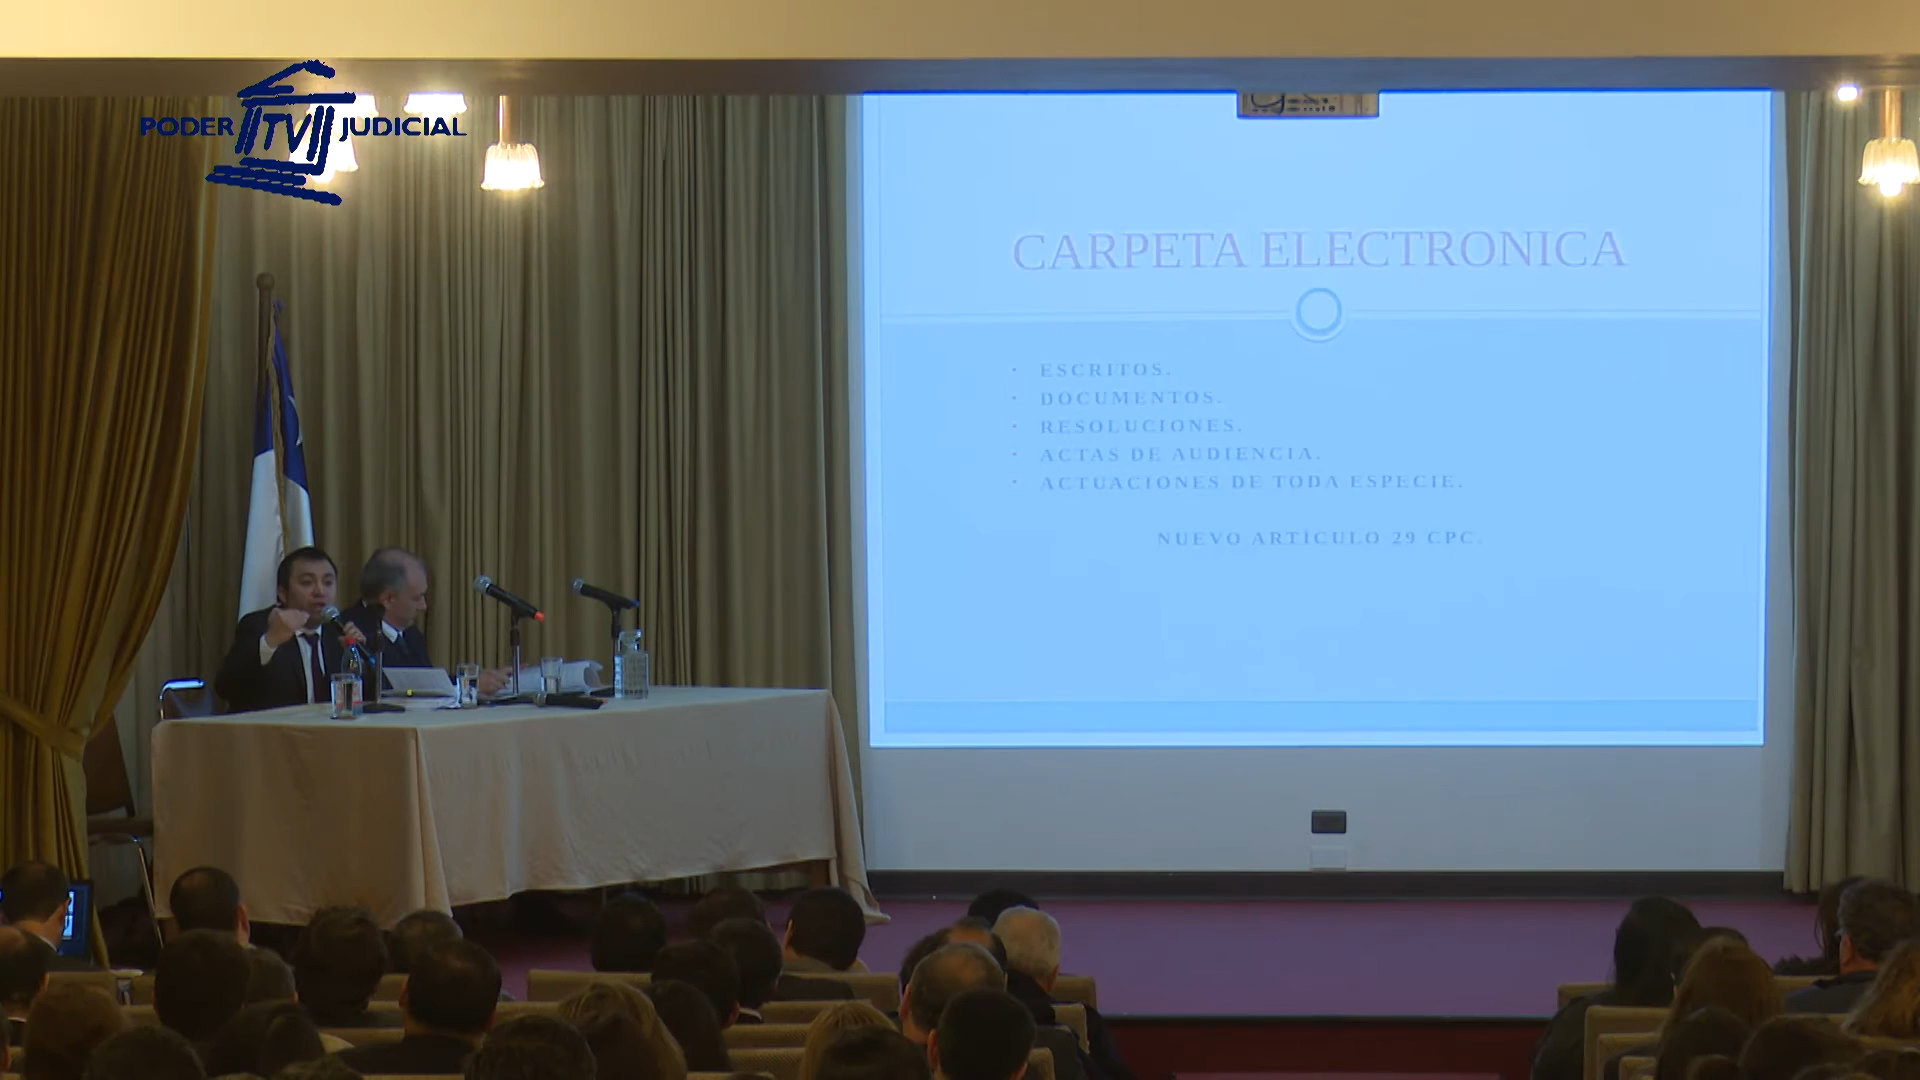 PODER TV JUDICIAL
CARPETA ELECTRONICA
• ESCRITOS.
• DOCUMENTOS.
• RESOLUCIONES.
• ACTAS DE AUDIENCIA.
• ACTUACIONES DE TODA ESPECIE.
NUEVO ARTÍCULO 29 CPC.